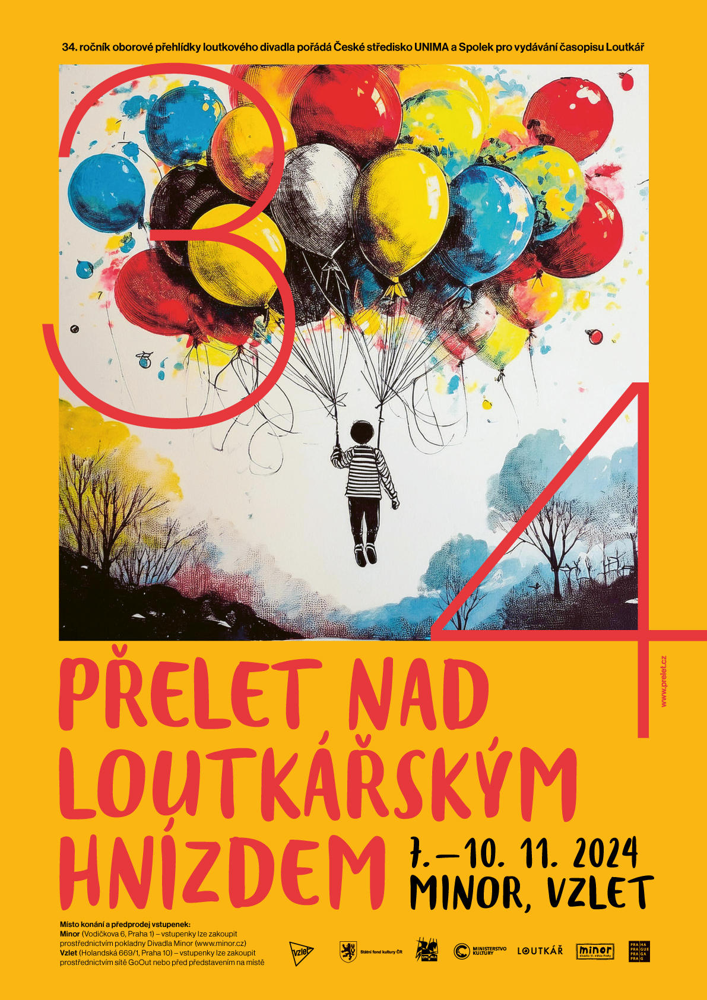 34. ročník oborové přehlídky loutkového divadla pořádá České středisko UNIMA a Spolek pro vydávání časopisu Loutkář
34
www.prelet.cz
PŘELET NAD
LOUTKÁŘSKÝM
HNÍZDEM
7.–10. 11. 2024
MINOR, VZLET
Místo konání a předprodej vstupenek:
Minor (Vodičkova 6, Praha 1) – vstupenky lze zakoupit
prostřednictvím pokladny Divadla Minor (www.minor.cz)
Vzlet (Holandská 669/1, Praha 10) – vstupenky lze zakoupit
prostřednictvím sítě GoOut nebo před představením na místě
vzlet
Státní fond kultury ČR
UNIMA
MINISTERSTVO
KULTURY
LOUTKÁŘ
minor
divadlo hl. města Prahy
PRA HA
PRA GUE
PRA GA
PRA G